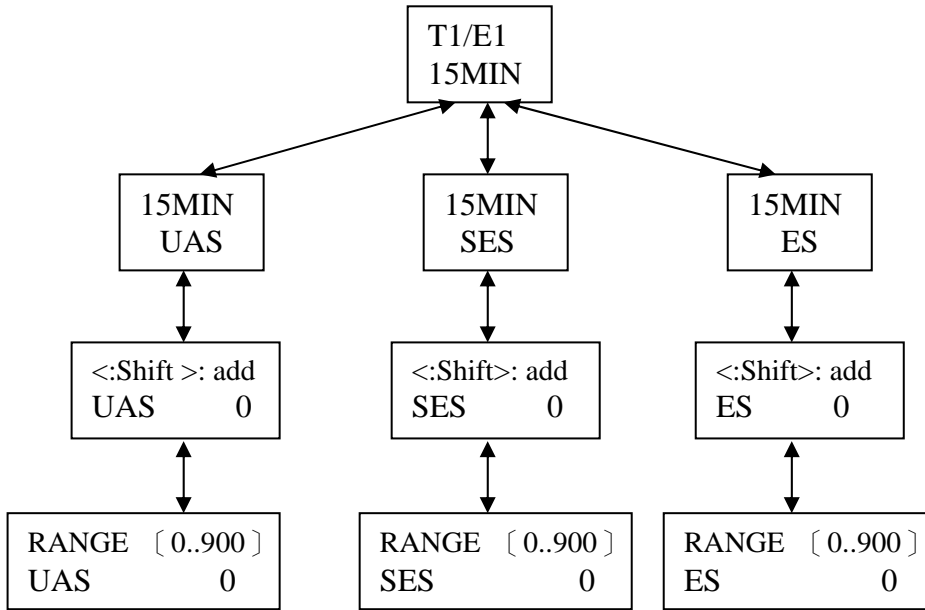 T1/E1
15MIN
15MIN
UAS
15MIN
SES
15MIN
ES
<:Shift >: add
UAS 0
<:Shift>: add
SES 0
<:Shift>: add
ES 0
RANGE 〔0..900〕
UAS 0
RANGE 〔0..900〕
SES 0
RANGE 〔0..900〕
ES 0